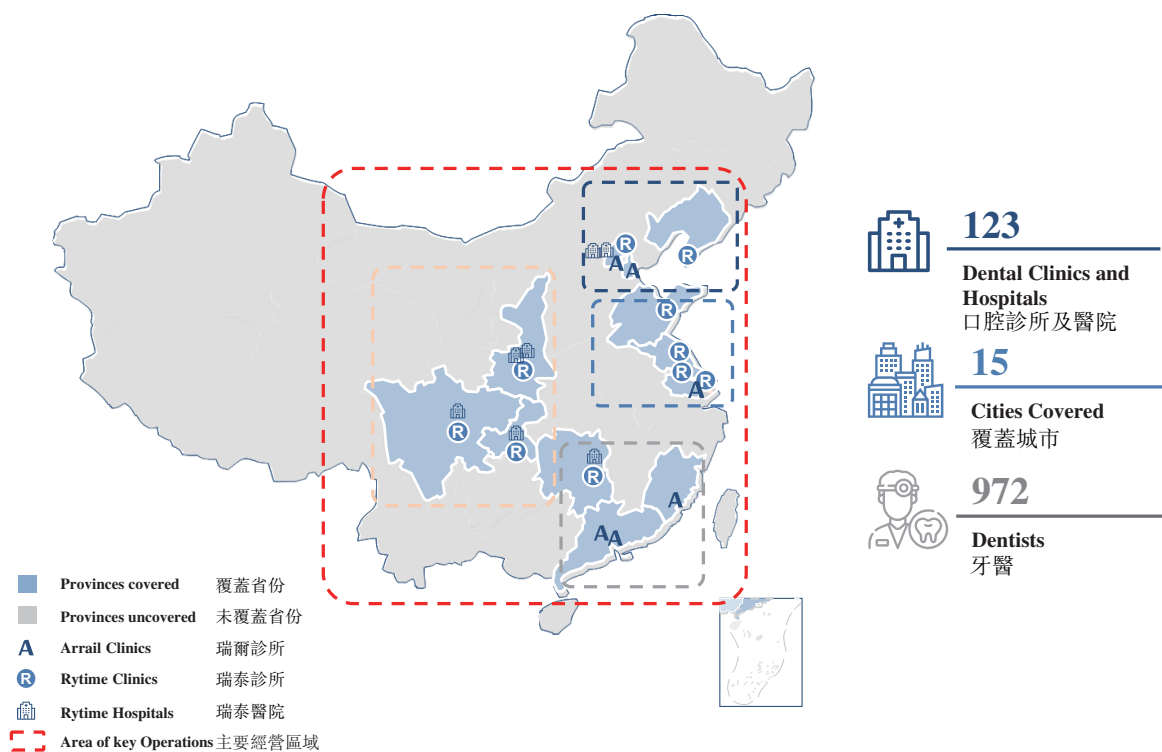 123
Dental Clinics and
Hospitals
口腔診所及醫院
15
Cities Covered
覆蓋城市
972
Dentists
牙醫
R
R
A
A
R
R
R
R
R
A
R
R
R
A
A
A
Provinces covered 覆蓋省份
Provinces uncovered 未覆蓋省份
A Arrail Clinics 瑞爾診所
R Rytime Clinics 瑞泰診所
Rytime Hospitals 瑞泰醫院
Area of key Operations 主要經營區域